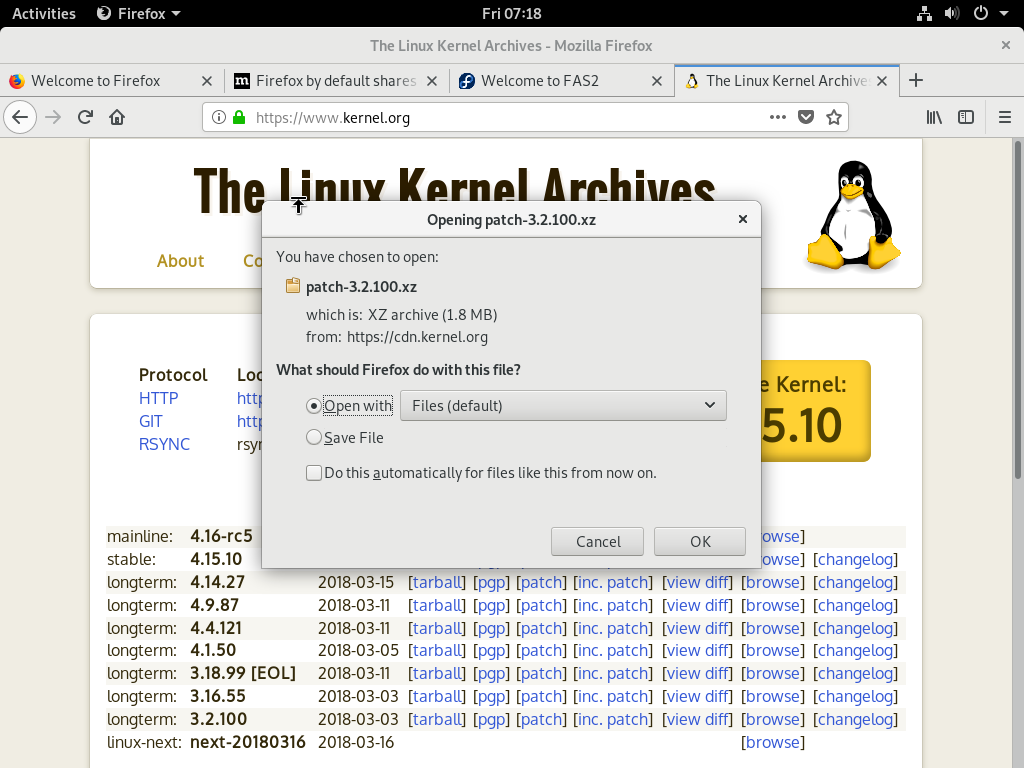 Activities Firefox Fri 07:18
The Linux Kernel Archives - Mozilla Firefox
Welcome to Firefox Firefox by default shares Welcome to FAS2 The Linux Kernel Archive
https://www.kernel.org
The Linux Kernel Archives
About Co
Opening patch-3.2.100.xz
You have chosen to open:
patch-3.2.100.xz
which is: XZ archive (1.8 MB)
from: https://cdn.kernel.org
What should Firefox do with this file?
Open with Files (default)
Save File
Do this automatically for files like this from now on.
Cancel OK
Protocol Loc
HTTP http
GIT http
RSYNC rsyn
e Kernel:
5.10
mainline: 4.16-rc5 [browse]
stable: 4.15.10 [browse] [changelog]
longterm: 4.14.27 2018-03-15 [tarball] [pgp] [patch] [inc. patch] [view diff] [browse] [changelog]
longterm: 4.9.87 2018-03-11 [tarball] [pgp] [patch] [inc. patch] [view diff] [browse] [changelog]
longterm: 4.4.121 2018-03-11 [tarball] [pgp] [patch] [inc. patch] [view diff] [browse] [changelog]
longterm: 4.1.50 2018-03-05 [tarball] [pgp] [patch] [inc. patch] [view diff] [browse] [changelog]
longterm: 3.18.99 [EOL] 2018-03-11 [tarball] [pgp] [patch] [inc. patch] [view diff] [browse] [changelog]
longterm: 3.16.55 2018-03-03 [tarball] [pgp] [patch] [inc. patch] [view diff] [browse] [changelog]
longterm: 3.2.100 2018-03-03 [tarball] [pgp] [patch] [inc. patch] [view diff] [browse] [changelog]
linux-next: next-20180316 2018-03-16 [browse]